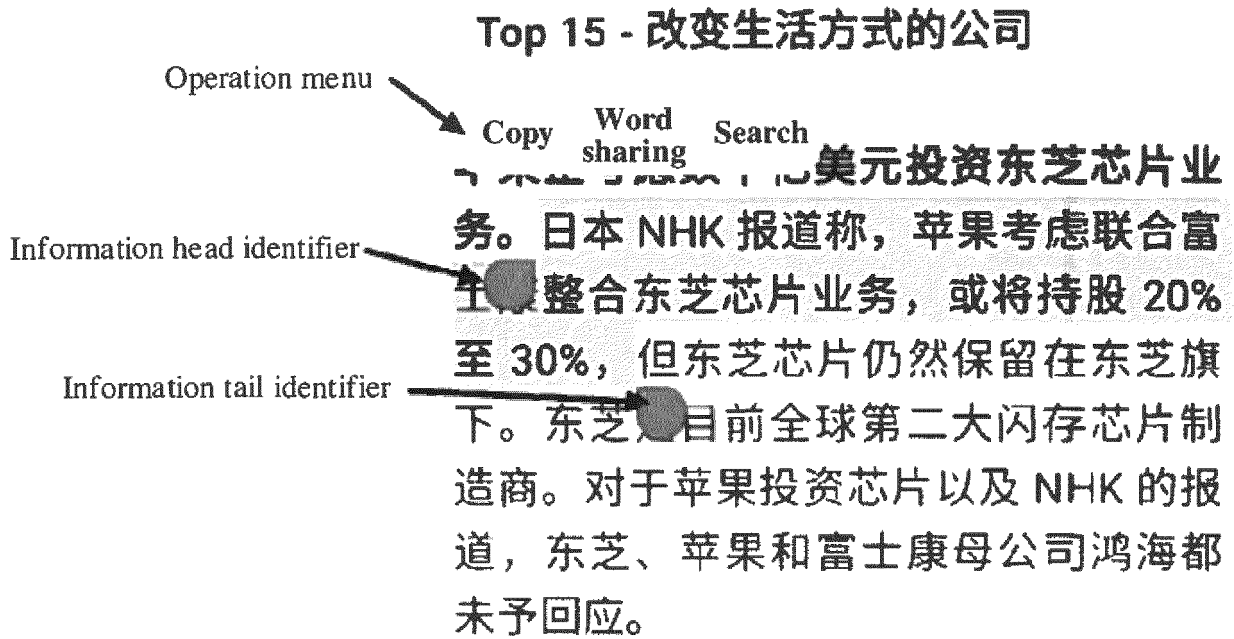 Top 15 - 改变生活方式的公司
Operation menu
Copy Word sharing Search
美元投资东芝芯片业
务。日本 NHK 报道称，苹果考虑联合富
Information head identifier
整合东芝芯片业务，或将持股 20%
至 30%，但东芝芯片仍然保留在东芝旗
Information tail identifier
下。东芝 目前全球第二大闪存芯片制
造商。对于苹果投资芯片以及 NHK 的报
道，东芝、苹果和富士康母公司鸿海都
未予回应。